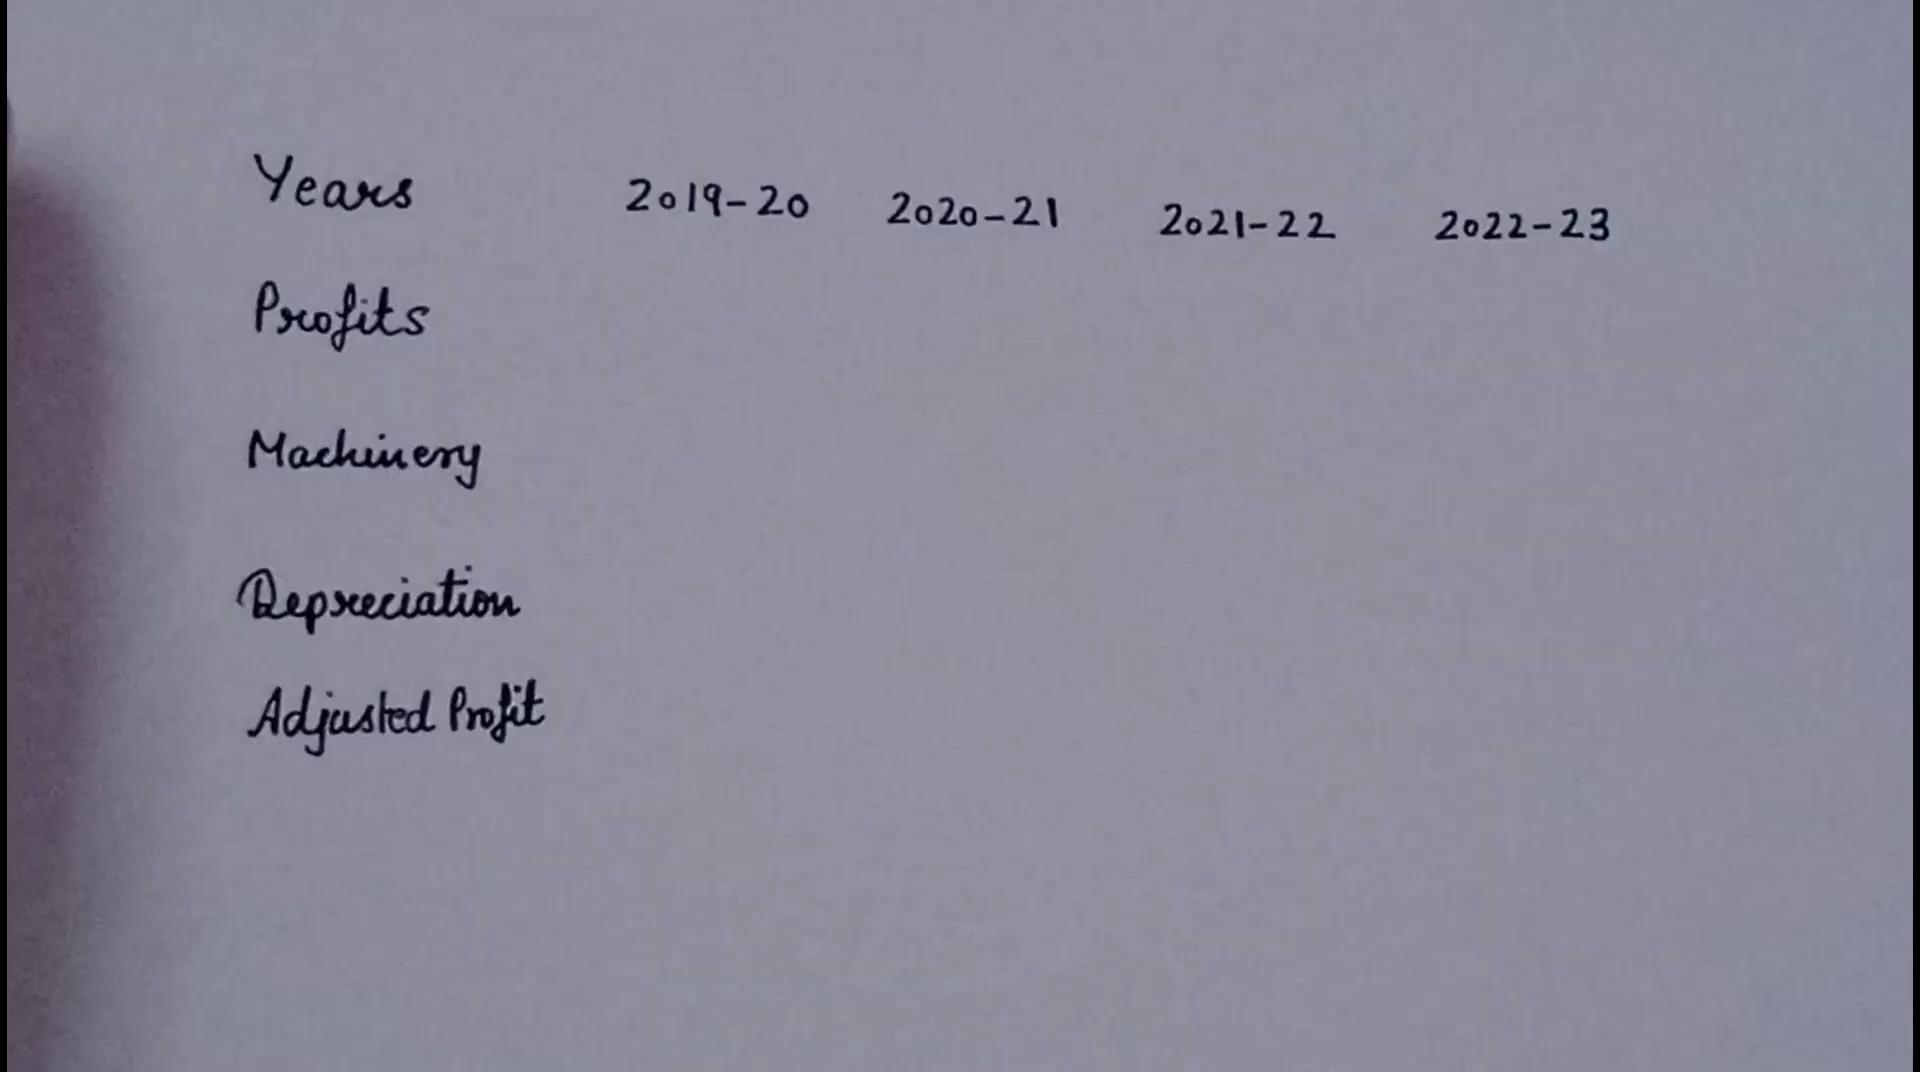 Years 2019-20 2020-21 2021-22 2022-23
Profits
Machinery
Depreciation
Adjusted Profit